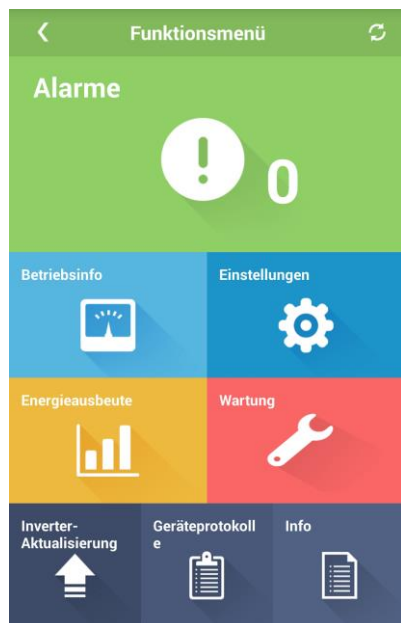 Funktionsmenü
Alarme
0
Betriebsinfo
Einstellungen
Energieausbeute
Wartung
Inverter-
Aktualisierung
Geräteprotokoll
e
Info